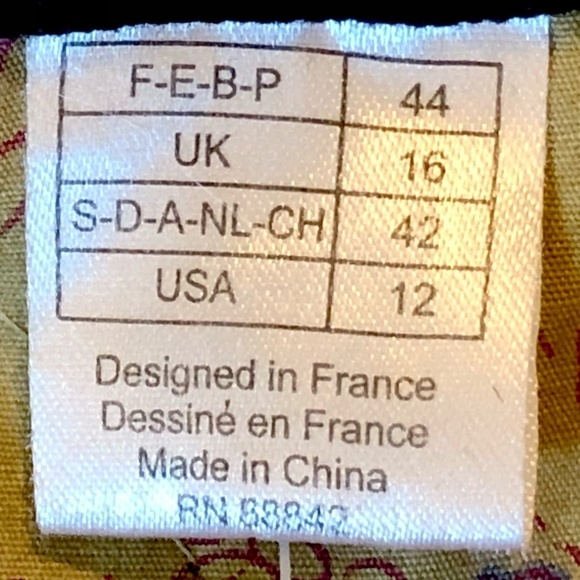 F-E-B-P 44
UK 16
S-D-A-NL-CH 42
USA 12
Designed in France
Dessiné en France
Made in China
RN